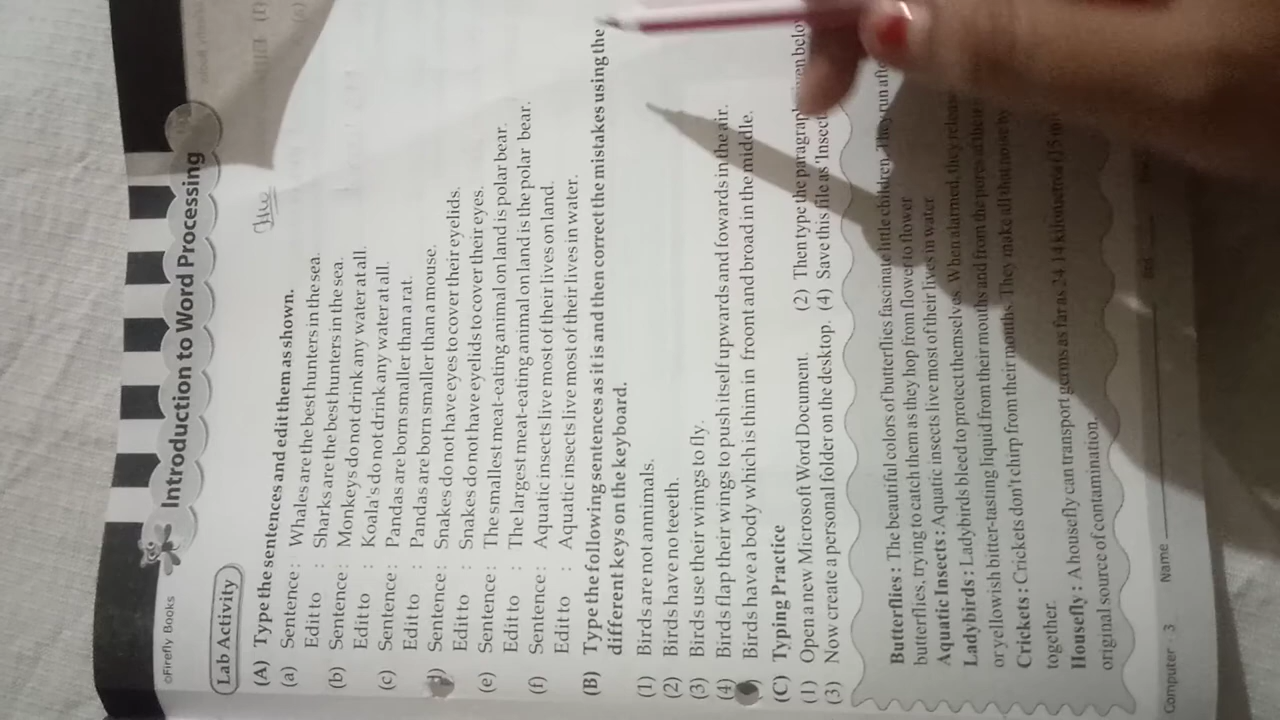 ©Firefly Books
Introduction to Word Processing
Lab Activity
(A) Type the sentences and edit them as shown.
(a) Sentence : Whales are the best hunters in the sea.
Edit to : Sharks are the best hunters in the sea.
(b) Sentence : Monkeys do not drink any water at all.
Edit to : Koala's do not drink any water at all.
(c) Sentence : Pandas are born smaller than a rat.
Edit to : Pandas are born smaller than a mouse.
(d) Sentence : Snakes do not have eyes to cover their eyelids.
Edit to : Snakes do not have eyelids to cover their eyes.
(e) Sentence : The smallest meat-eating animal on land is polar bear.
Edit to : The largest meat-eating animal on land is the polar bear.
(f) Sentence : Aquatic insects live most of their lives on land.
Edit to : Aquatic insects live most of their lives in water.
(B) Type the following sentences as it is and then correct the mistakes using the
different keys on the keyboard.
(1) Birds are not annimals.
(2) Birds have no teeeth.
(3) Birds use their wimgs to fly.
(4) Birds flap their wings to push itself upwards and fowards in the air.
Birds have a body which is thim in froont and broad in the middle.
(C) Typing Practice
(1) Open a new Microsoft Word Document. (2) Then type the paragraph given below
(3) Now create a personal folder on the desktop. (4) Save this file as 'Insect
Butterflies : The beautiful colors of butterflies fascinate little children. They run after
butterflies, trying to catch them as they hop from flower to flower
Aquatic Insects : Aquatic insects live most of their lives in water
Ladybirds : Ladybirds bleed to protect themselves. When alarmed, they release
or yellowish bitter-tasting liquid from their mouths and from the pores of their
Crickets : Crickets don't chirp from their mouths. They make all that noise by
together.
Housefly : A housefly can transport germs as far as 24.14 kilometres (15 mi
original source of contamination.
Computer - 3 Name